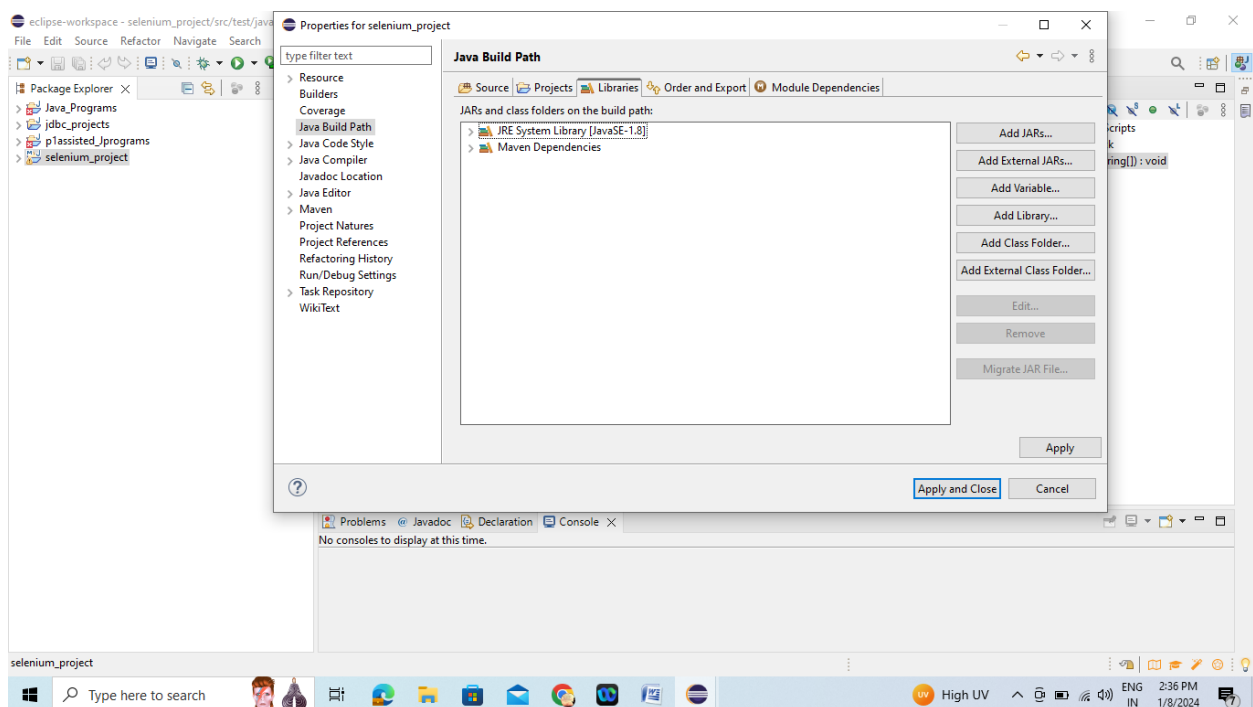 eclipse-workspace - selenium_project/src/test/java
File Edit Source Refactor Navigate Search
Package Explorer
Java_Programs
jdbc_projects
p1assisted_Jprograms
selenium_project
Properties for selenium_project
type filter text
Resource
Builders
Coverage
Java Build Path
Java Code Style
Java Compiler
Javadoc Location
Java Editor
Maven
Project Natures
Project References
Refactoring History
Run/Debug Settings
Task Repository
WikiText
Java Build Path
Source Projects Libraries Order and Export Module Dependencies
JARs and class folders on the build path:
JRE System Library [JavaSE-1.8]
Maven Dependencies
Add JARs...
Add External JARs...
Add Variable...
Add Library...
Add Class Folder...
Add External Class Folder...
Edit...
Remove
Migrate JAR File...
Apply
Apply and Close Cancel
cripts
k
ring[]) : void
Problems Javadoc Declaration Console
No consoles to display at this time.
selenium_project
Type here to search
UV High UV
ENG
IN
2:36 PM
1/8/2024
7